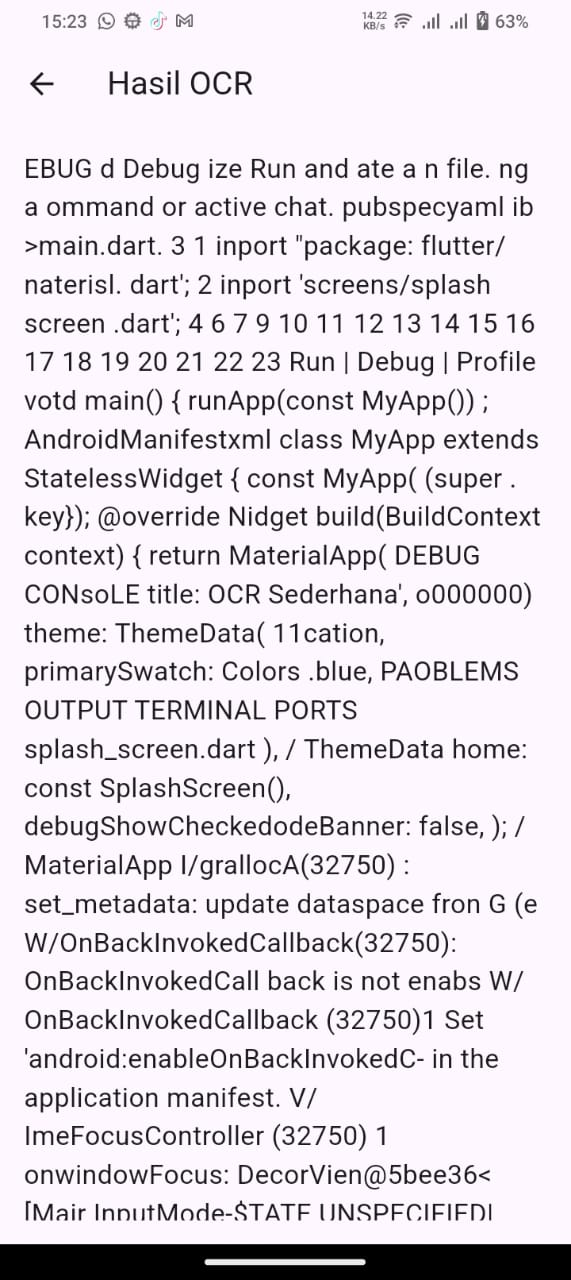 15:23
14.22
KB/s
63%
Hasil OCR
EBUG d Debug ize Run and ate a n file. ng
a ommand or active chat. pubspecyaml ib
>main.dart. 3 1 inport "package: flutter/
naterisl. dart'; 2 inport 'screens/splash
screen .dart'; 4 6 7 9 10 11 12 13 14 15 16
17 18 19 20 21 22 23 Run | Debug | Profile
votd main() { runApp(const MyApp()) ;
AndroidManifestxml class MyApp extends
StatelessWidget { const MyApp( (super .
key}); @override Nidget build(BuildContext
context) { return MaterialApp( DEBUG
CONsoLE title: OCR Sederhana', o000000)
theme: ThemeData( 11cation,
primarySwatch: Colors .blue, PAOBLEMS
OUTPUT TERMINAL PORTS
splash_screen.dart ), / ThemeData home:
const SplashScreen(),
debugShowCheckedodeBanner: false, ); /
MaterialApp I/grallocA(32750) :
set_metadata: update dataspace fron G (e
W/OnBackInvokedCallback(32750):
OnBackInvokedCall back is not enabs W/
OnBackInvokedCallback (32750)1 Set
'android:enableOnBackInvokedC- in the
application manifest. V/
ImeFocusController (32750) 1
onwindowFocus: DecorVien@5bee36<
[Mair InputMode-$TATE UNSPECIFIEDI